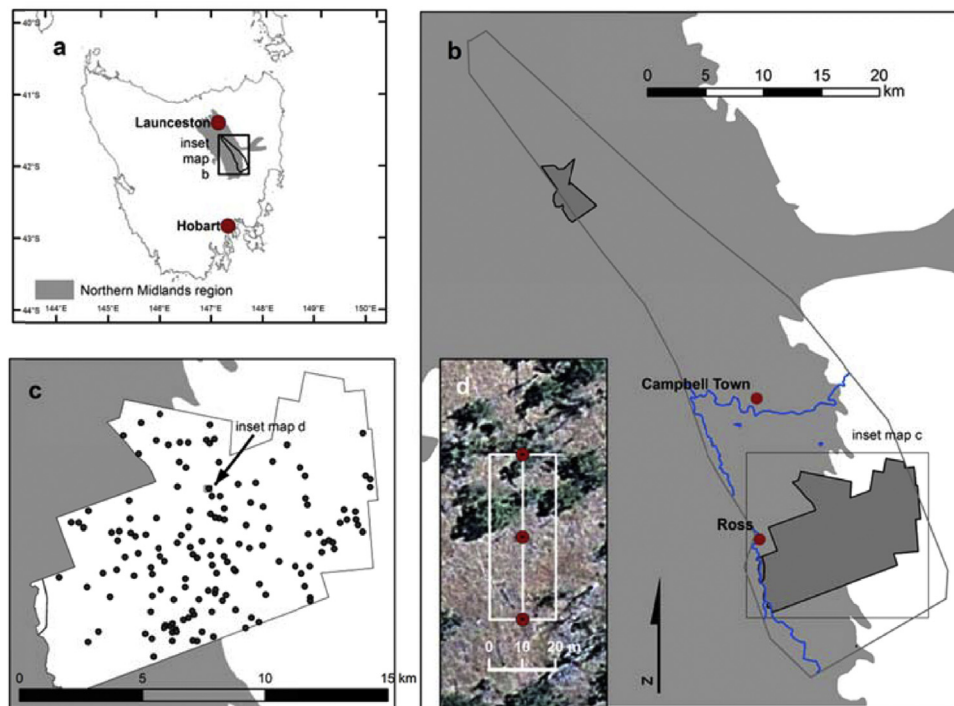 a
40°S
41°S
42°S
43°S
44°S
Launceston
inset
map
b
Hobart
Northern Midlands region
144°E 145°E 146°E 147°E 148°E 149°E 150°E
b
0 5 10 15 20
km
Campbell Town
inset map c
Ross
N
c
inset map d
0 5 10 15 km
d
0 10 20 m